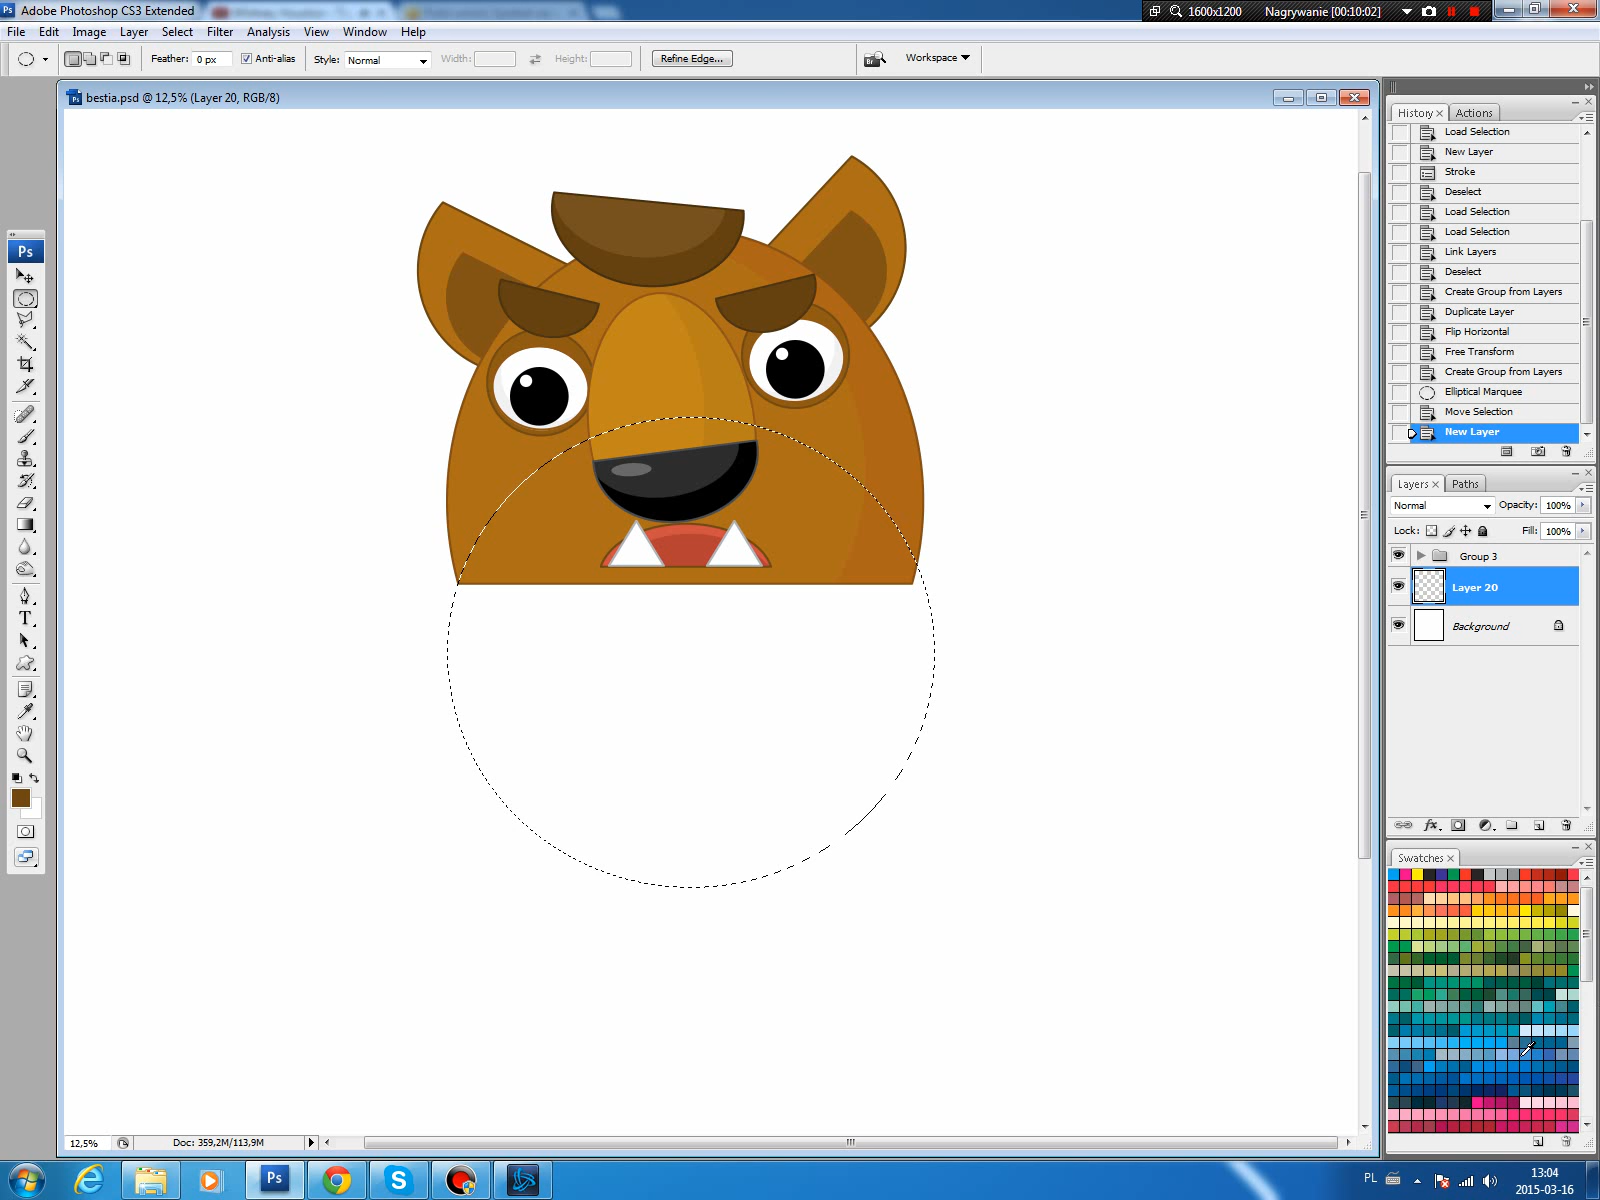 Ps Adobe Photoshop CS3 Extended
1600x1200 Nagrywanie [00:10:02]
File Edit Image Layer Select Filter Analysis View Window Help
Feather: 0 px Anti-alias Style: Normal Width: Height: Refine Edge... Br Workspace
bestia.psd @ 12,5% (Layer 20, RGB/8)
History Actions
Load Selection
New Layer
Stroke
Deselect
Load Selection
Load Selection
Link Layers
Deselect
Create Group from Layers
Duplicate Layer
Flip Horizontal
Free Transform
Create Group from Layers
Elliptical Marquee
Move Selection
New Layer
Ps
T
Layers Paths
Normal Opacity: 100%
Lock: Fill: 100%
Group 3
Layer 20
Background
fx
Swatches
12,5% Doc: 359,2M/113,9M
Ps S PL 13:04
2015-03-16